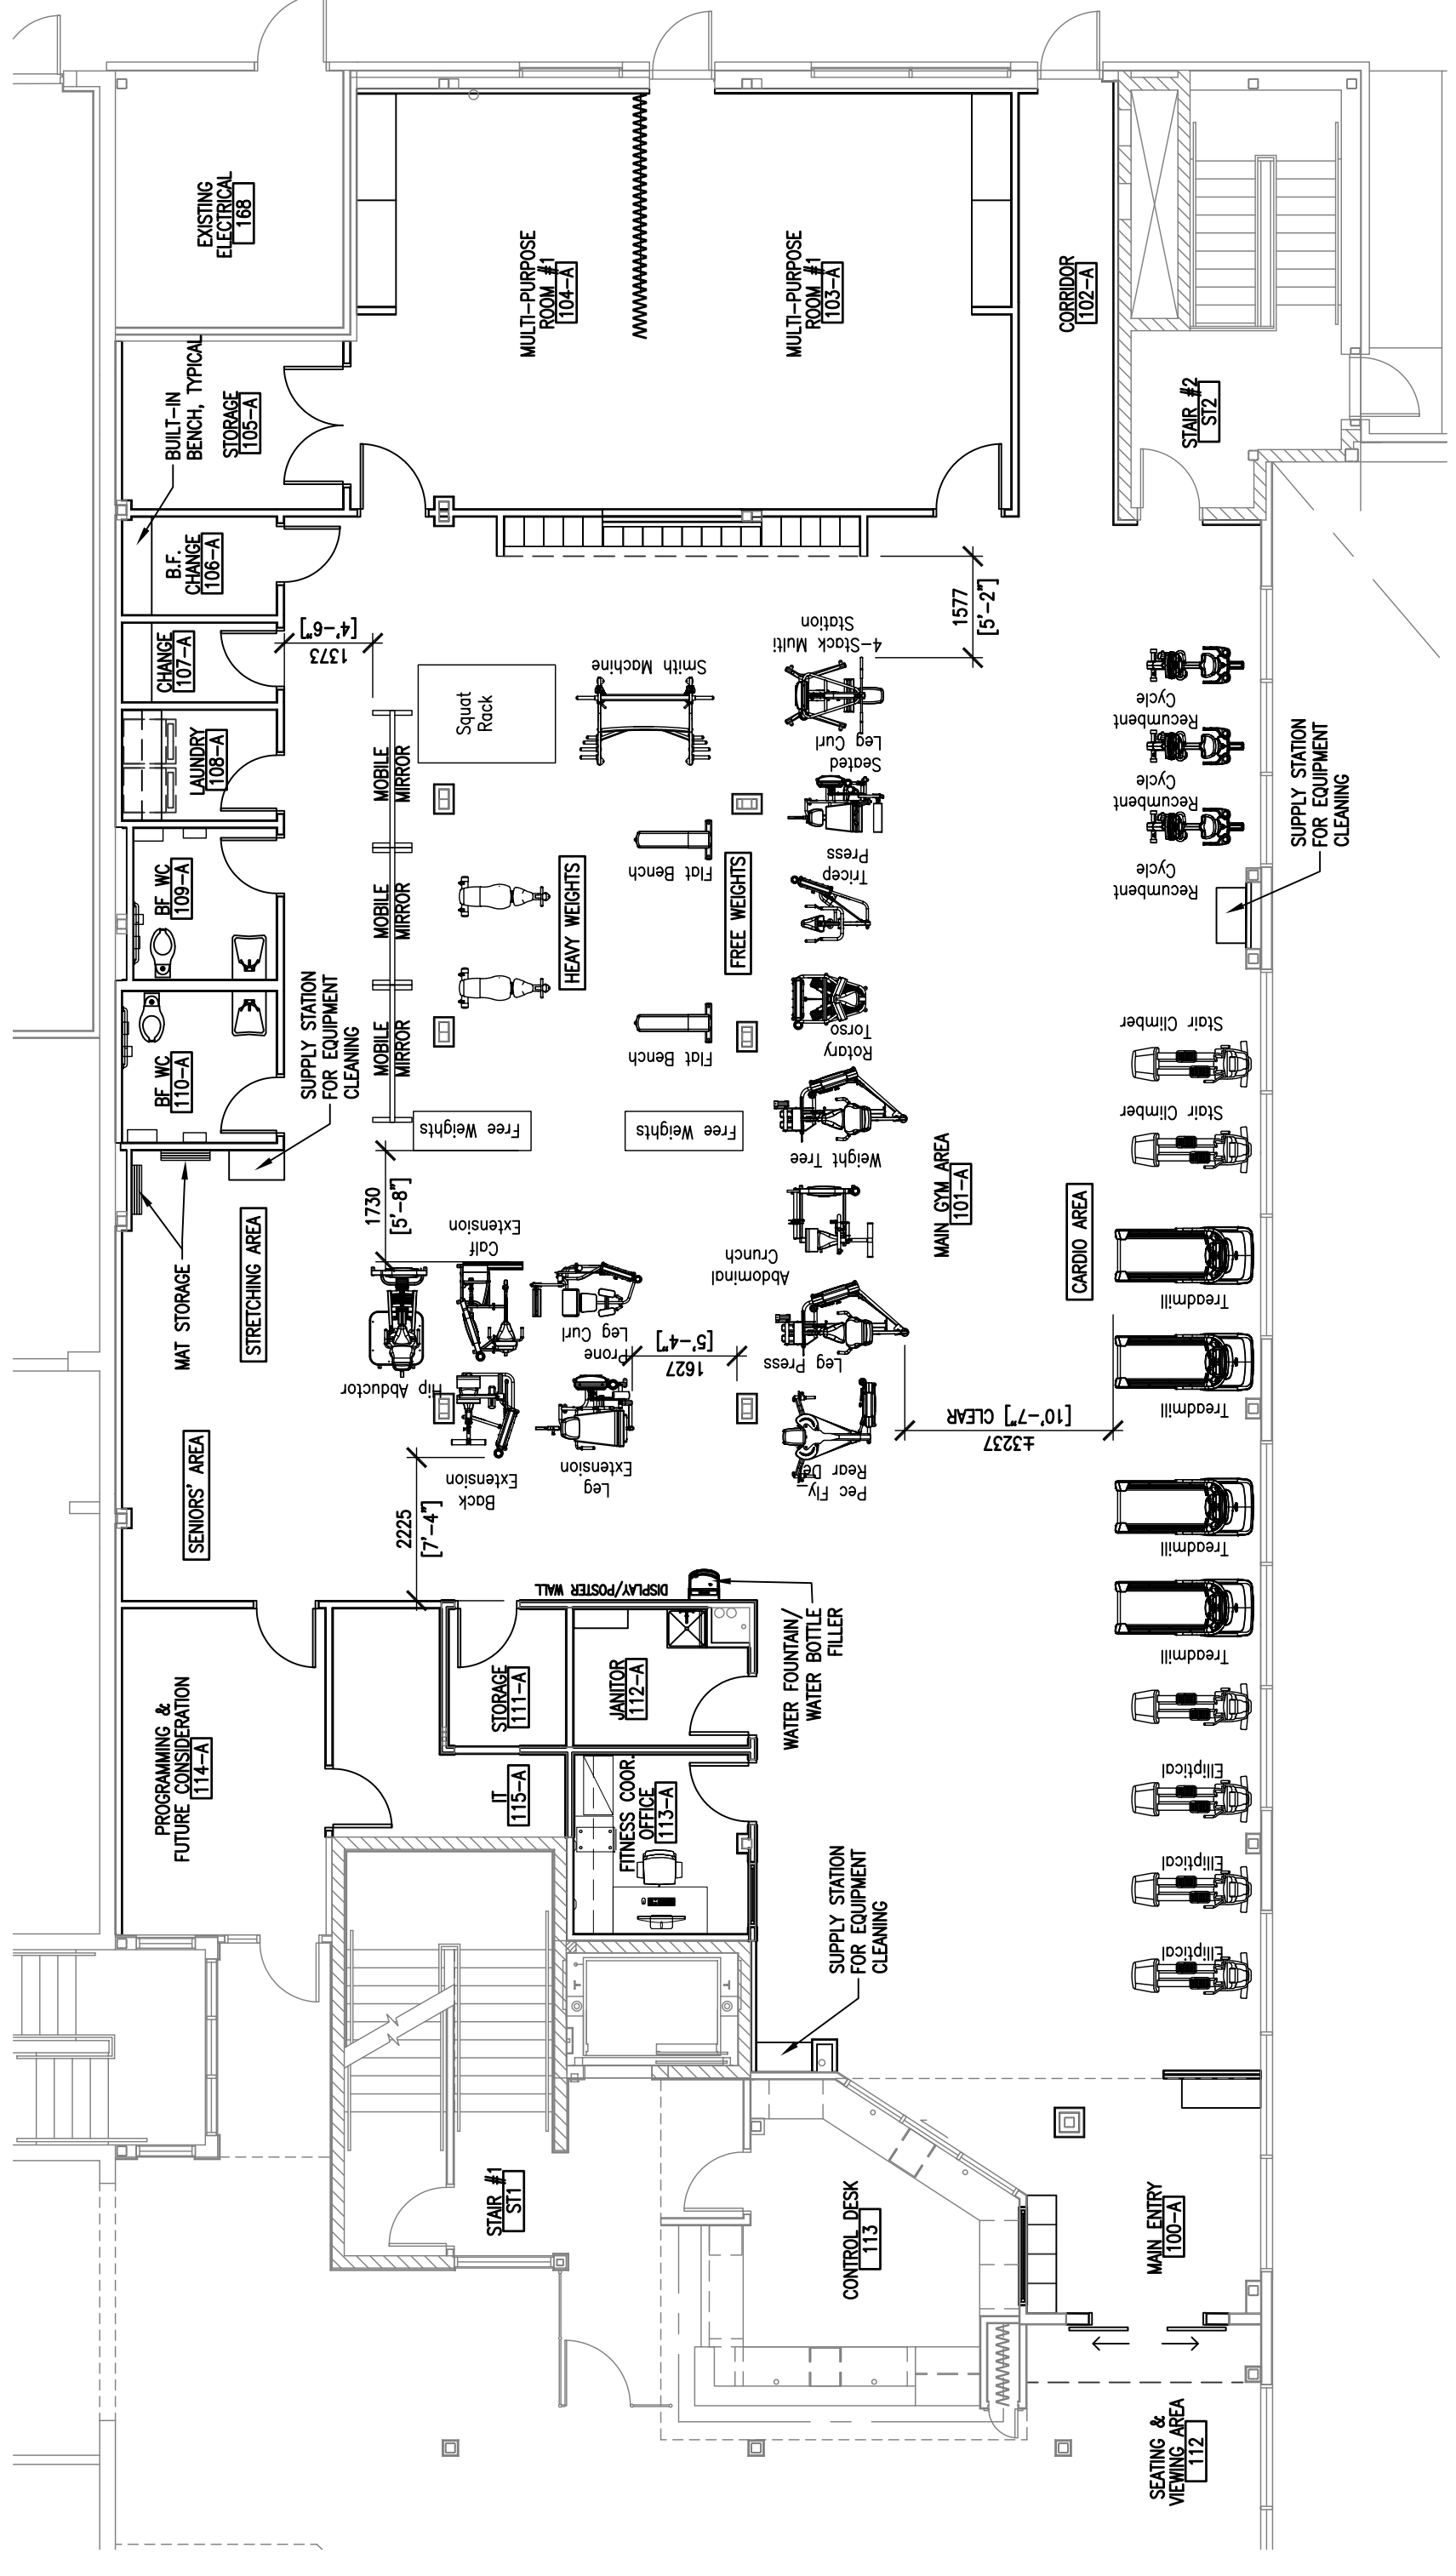 EXISTING
ELECTRICAL
168
BUILT-IN
BENCH, TYPICAL
STORAGE
105-A
MULTI-PURPOSE
ROOM #1
104-A
MULTI-PURPOSE
ROOM #1
103-A
CORRIDOR
102-A
STAIR #2
ST2
B.F.
CHANGE
106-A
CHANGE
107-A
1373
[4'-6"]
LAUNDRY
108-A
BF WC
109-A
BF WC
110-A
SUPPLY STATION
FOR EQUIPMENT
CLEANING
MOBILE
MIRROR
MOBILE
MIRROR
MOBILE
MIRROR
Squat
Rack
Smith Machine
4-Stack Multi
Station
1577
[5'-2"]
Seated
Leg Curl
Flat Bench
HEAVY WEIGHTS
FREE WEIGHTS
Tricep
Press
Rotary
Torso
Flat Bench
Free Weights
Free Weights
Weight Tree
Recumbent
Cycle
Recumbent
Cycle
Recumbent
Cycle
SUPPLY STATION
FOR EQUIPMENT
CLEANING
Stair Climber
Stair Climber
MAIN GYM AREA
101-A
CARDIO AREA
MAT STORAGE
STRETCHING AREA
SENIORS' AREA
1730
[5'-8"]
Calf
Extension
Hip Abductor
Prone
Leg Curl
1627
[5'-4"]
Abdominal
Crunch
Leg Press
Back
Extension
Leg
Extension
Pec Fly
Rear Del
2225
[7'-4"]
±3237
[10'-7"] CLEAR
Treadmill
Treadmill
Treadmill
Treadmill
DISPLAY/POSTER WALL
WATER FOUNTAIN/
WATER BOTTLE
FILLER
PROGRAMMING &
FUTURE CONSIDERATION
114-A
STORAGE
111-A
JANITOR
112-A
IT
115-A
FITNESS COOR.
OFFICE
113-A
SUPPLY STATION
FOR EQUIPMENT
CLEANING
Elliptical
Elliptical
Elliptical
STAIR #1
ST1
CONTROL DESK
113
MAIN ENTRY
100-A
SEATING &
VIEWING AREA
112